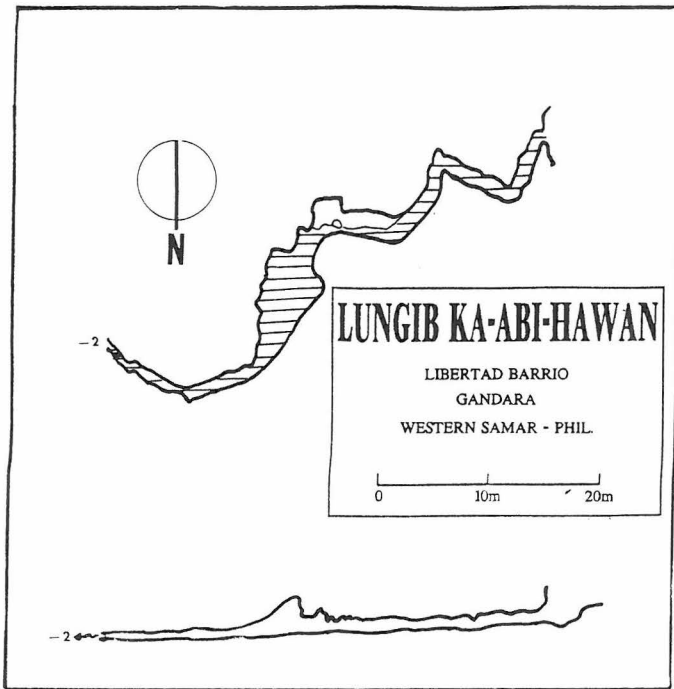 N
LUNGIB KA-ABI-HAWAN
LIBERTAD BARRIO
GANDARA
WESTERN SAMAR - PHIL.
0 10m 20m
-2
-2